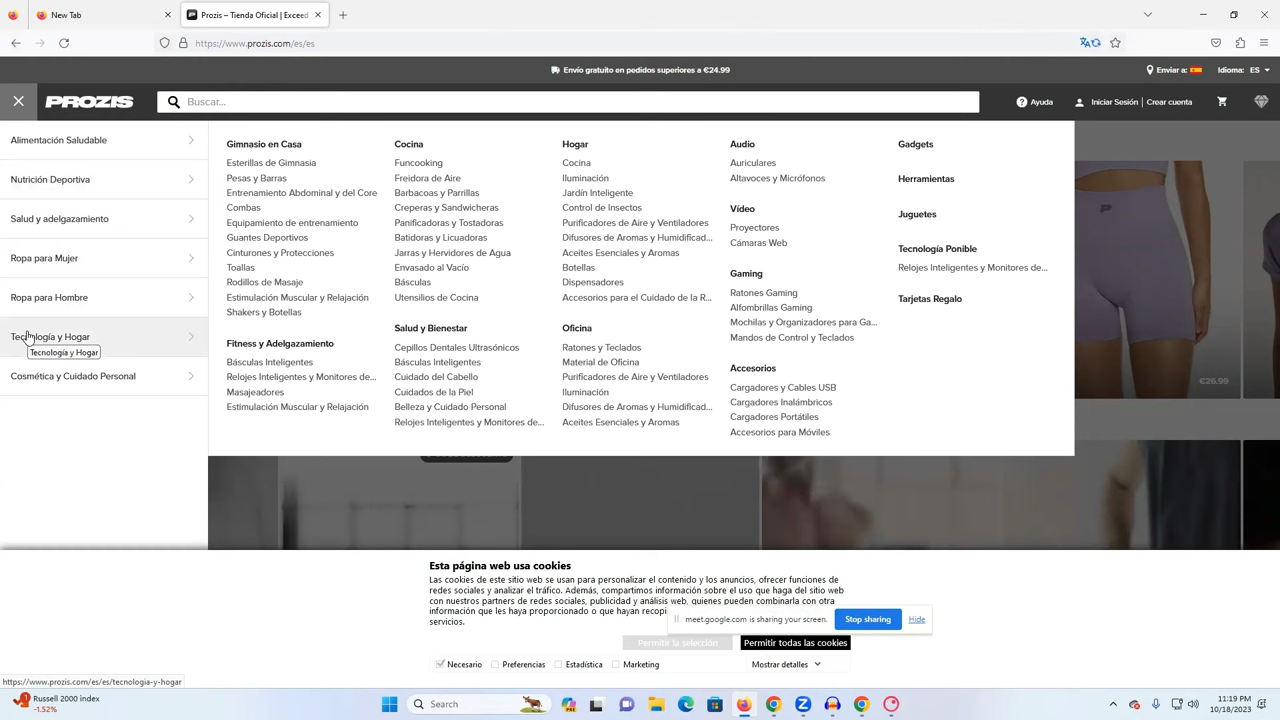 New Tab
Prozis – Tienda Oficial | Exceed
https://www.prozis.com/es/es
Envío gratuito en pedidos superiores a €24.99
Enviar a:
Idioma: ES
PROZIS
Buscar...
Ayuda
Iniciar Sesión | Crear cuenta
Alimentación Saludable
Nutrición Deportiva
Salud y adelgazamiento
Ropa para Mujer
Ropa para Hombre
Tecnología y Hogar
Tecnología y Hogar
Cosmética y Cuidado Personal
Gimnasio en Casa
Esterillas de Gimnasia
Pesas y Barras
Entrenamiento Abdominal y del Core
Combas
Equipamiento de entrenamiento
Guantes Deportivos
Cinturones y Protecciones
Toallas
Rodillos de Masaje
Estimulación Muscular y Relajación
Shakers y Botellas
Fitness y Adelgazamiento
Básculas Inteligentes
Relojes Inteligentes y Monitores de...
Masajeadores
Estimulación Muscular y Relajación
Cocina
Funcooking
Freidora de Aire
Barbacoas y Parrillas
Creperas y Sandwicheras
Panificadoras y Tostadoras
Batidoras y Licuadoras
Jarras y Hervidores de Agua
Envasado al Vacío
Básculas
Utensilios de Cocina
Salud y Bienestar
Cepillos Dentales Ultrasónicos
Básculas Inteligentes
Cuidado del Cabello
Cuidados de la Piel
Belleza y Cuidado Personal
Relojes Inteligentes y Monitores de...
Hogar
Cocina
Iluminación
Jardín Inteligente
Control de Insectos
Purificadores de Aire y Ventiladores
Difusores de Aromas y Humidificad...
Aceites Esenciales y Aromas
Botellas
Dispensadores
Accesorios para el Cuidado de la R...
Oficina
Ratones y Teclados
Material de Oficina
Purificadores de Aire y Ventiladores
Iluminación
Difusores de Aromas y Humidificad...
Aceites Esenciales y Aromas
Audio
Auriculares
Altavoces y Micrófonos
Vídeo
Proyectores
Cámaras Web
Gaming
Ratones Gaming
Alfombrillas Gaming
Mochilas y Organizadores para Ga...
Mandos de Control y Teclados
Accesorios
Cargadores y Cables USB
Cargadores Inalámbricos
Cargadores Portátiles
Accesorios para Móviles
Gadgets
Herramientas
Juguetes
Tecnología Ponible
Relojes Inteligentes y Monitores de...
Tarjetas Regalo
€26.99
Esta página web usa cookies
Las cookies de este sitio web se usan para personalizar el contenido y los anuncios, ofrecer funciones de
redes sociales y analizar el tráfico. Además, compartimos información sobre el uso que haga del sitio web
con nuestros partners de redes sociales, publicidad y análisis web, quienes pueden combinarla con otra
información que les haya proporcionado o que hayan recopi
servicios.
meet.google.com is sharing your screen.
Stop sharing
Hide
Permitir la selección
Permitir todas las cookies
Necesario
Preferencias
Estadística
Marketing
Mostrar detalles
https://www.prozis.com/es/es/tecnologia-y-hogar
1
Russell 2000 index
-1.52%
Search
11:19 PM
10/18/2023